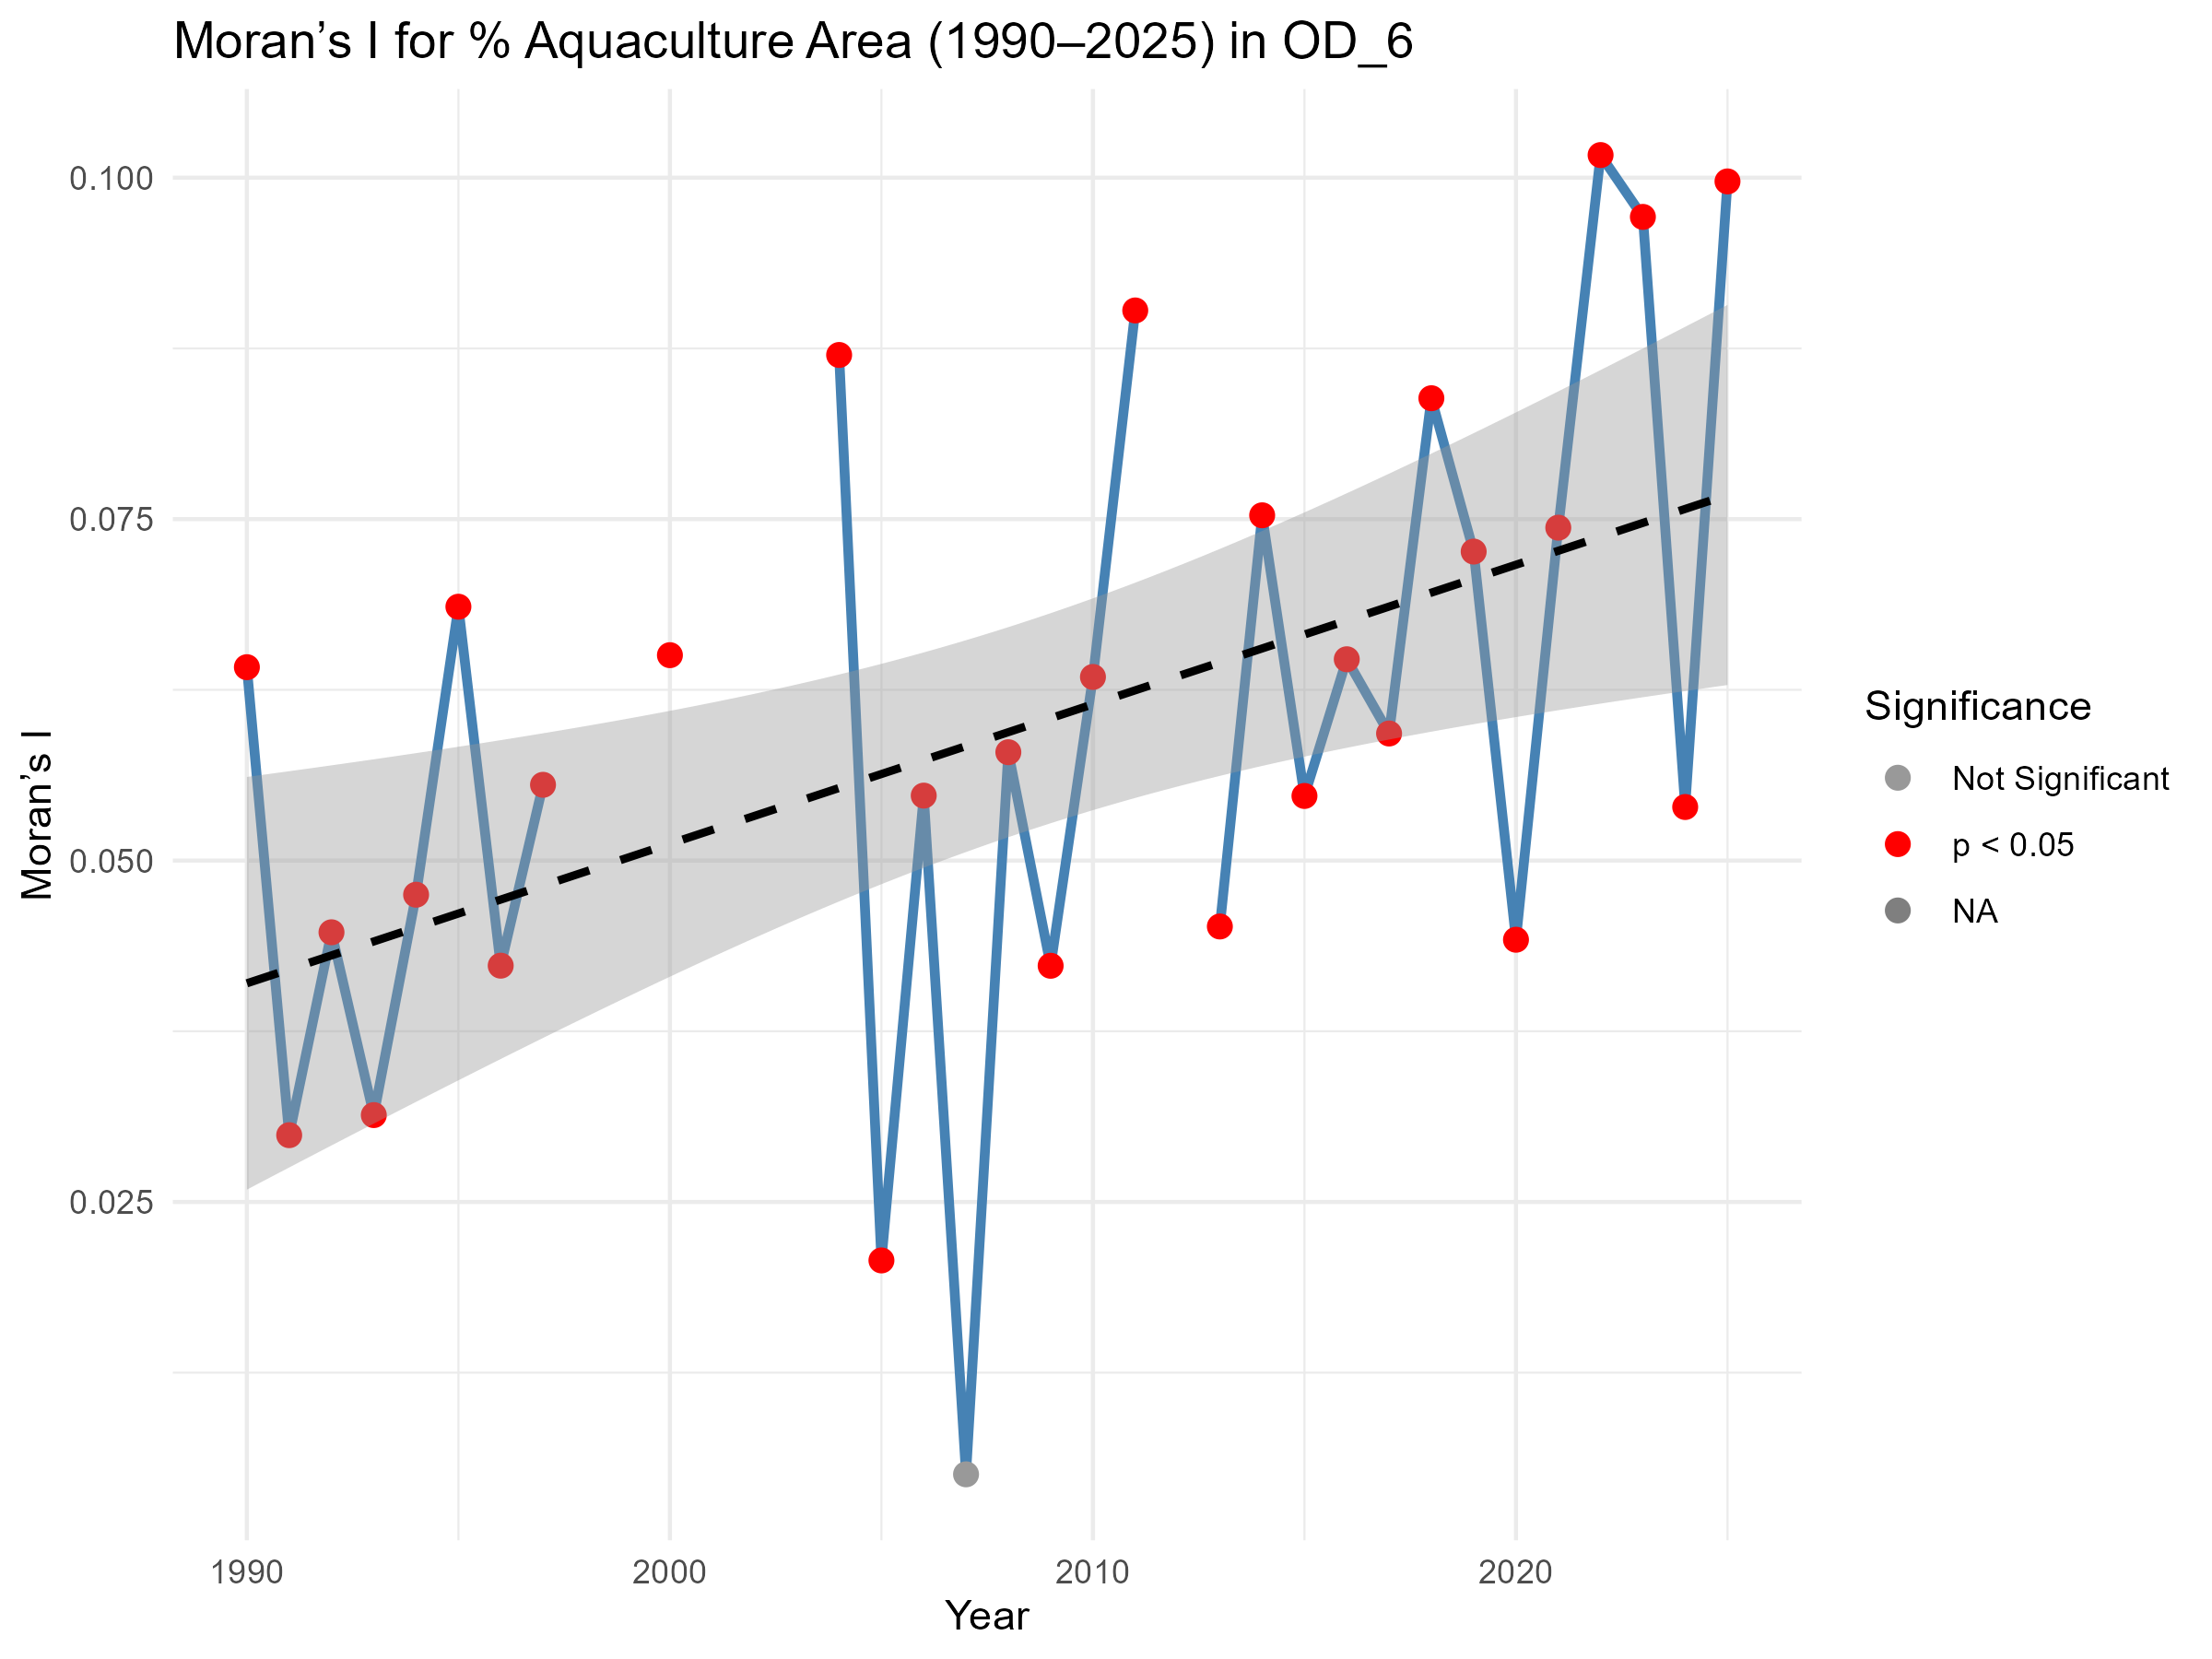 Moran’s I for % Aquaculture Area (1990–2025) in OD_6
Moran’s I
0.100
0.075
0.050
0.025
1990
2000
2010
2020
Year
Significance
Not Significant
p < 0.05
NA